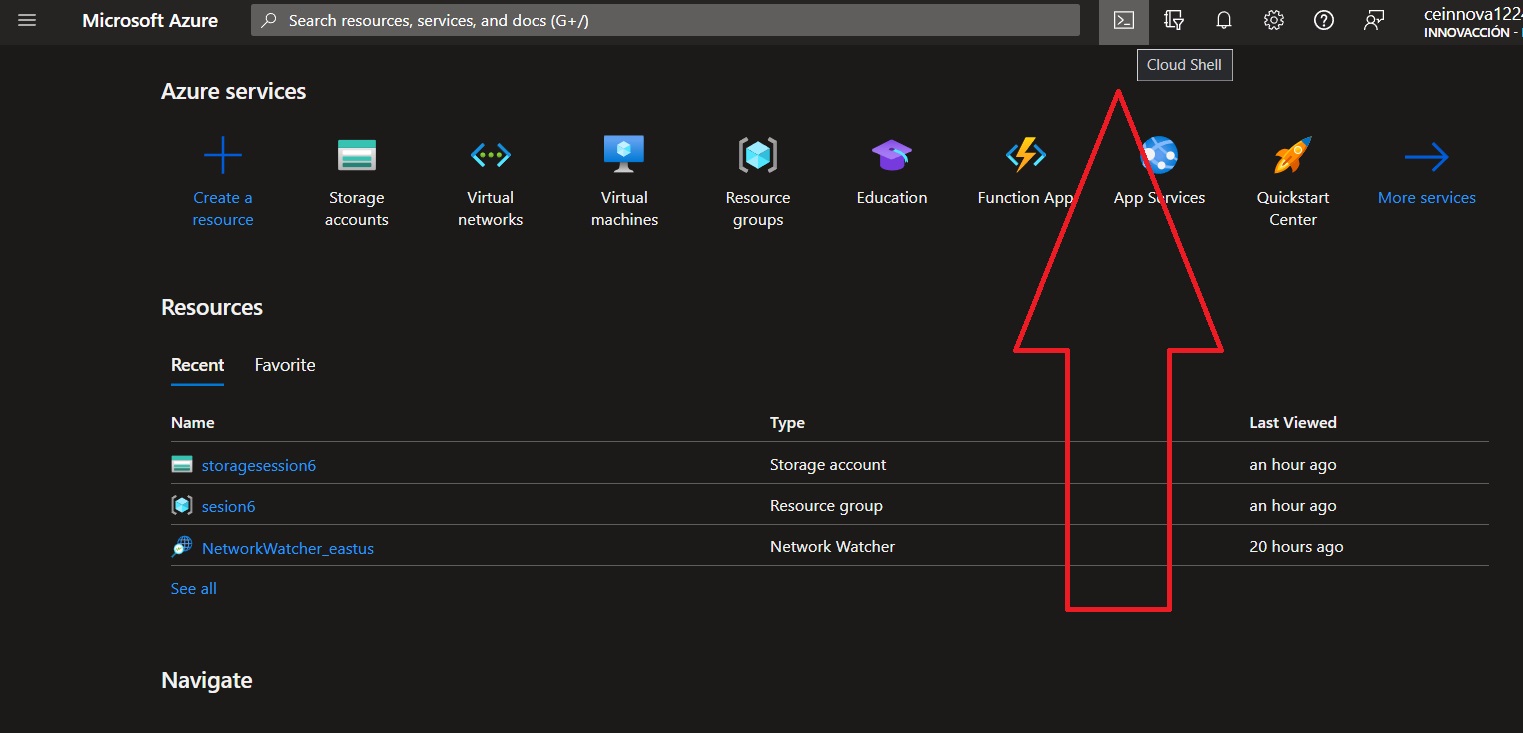 Microsoft Azure
Search resources, services, and docs (G+/)
ceinnova122
INNOVACCIÓN -
Cloud Shell
Azure services
Create a
resource
Storage
accounts
Virtual
networks
Virtual
machines
Resource
groups
Education
Function App
App Services
Quickstart
Center
More services
Resources
Recent
Favorite
Name
Type
Last Viewed
storagesession6
Storage account
an hour ago
sesion6
Resource group
an hour ago
NetworkWatcher_eastus
Network Watcher
20 hours ago
See all
Navigate